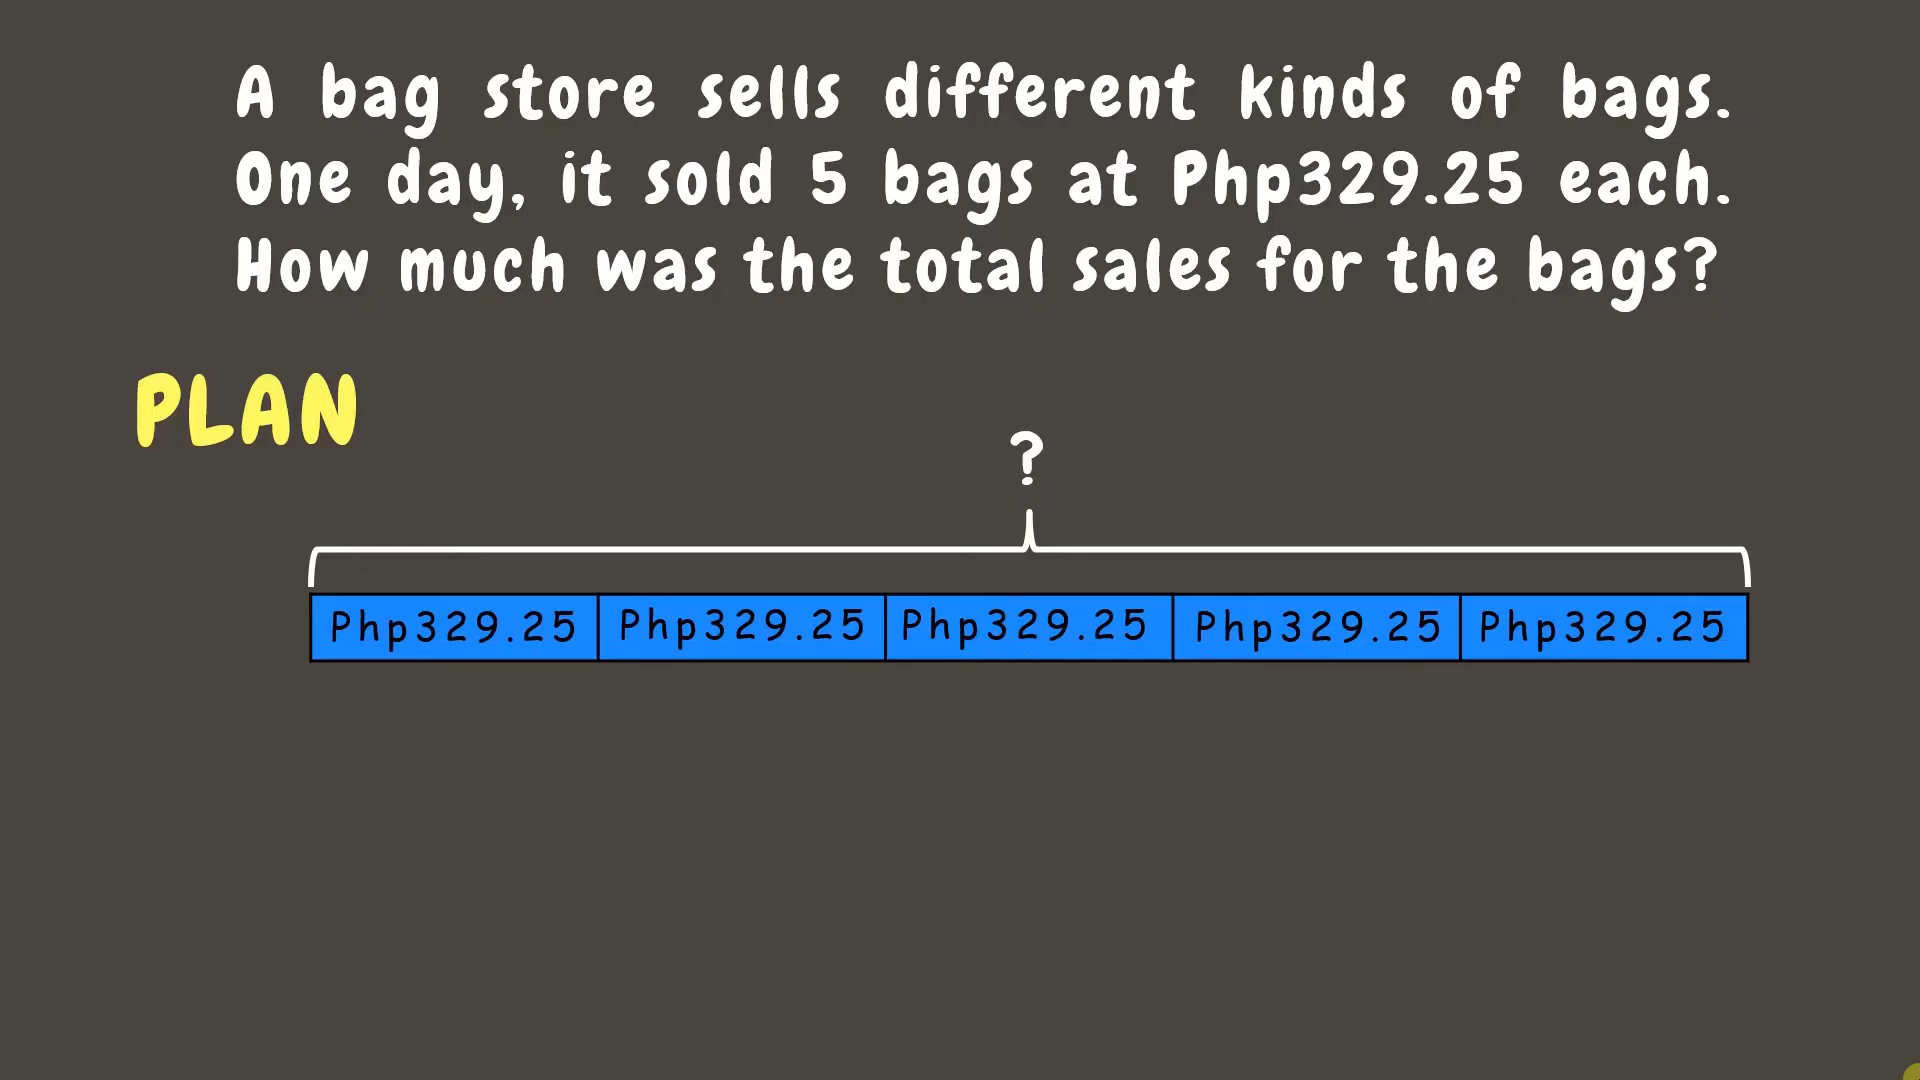 A bag store sells different kinds of bags.
One day, it sold 5 bags at Php329.25 each.
How much was the total sales for the bags?
PLAN
?
Php329.25 Php329.25 Php329.25 Php329.25 Php329.25